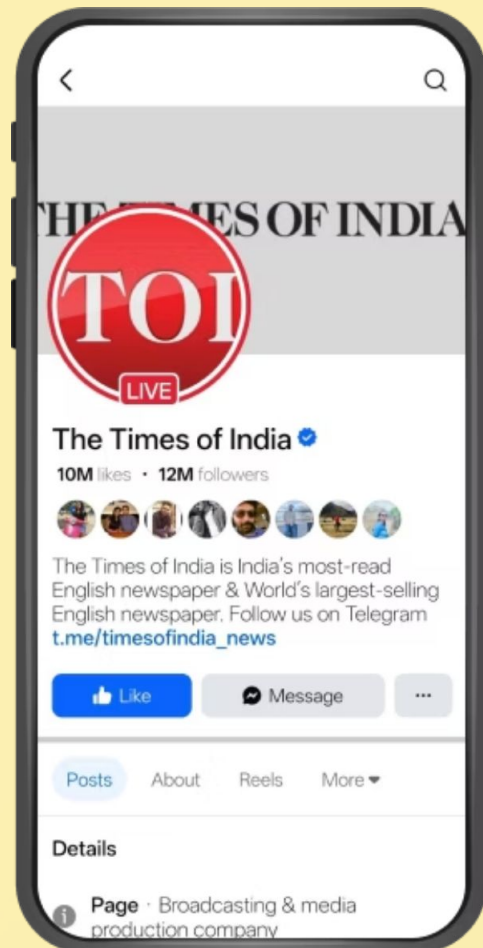 THE TIMES OF INDIA
TOI
LIVE
The Times of India
10M likes · 12M followers
The Times of India is India's most-read
English newspaper & World's largest-selling
English newspaper. Follow us on Telegram
t.me/timesofindia_news
Like
Message
...
Posts About Reels More
Details
Page · Broadcasting & media
production company